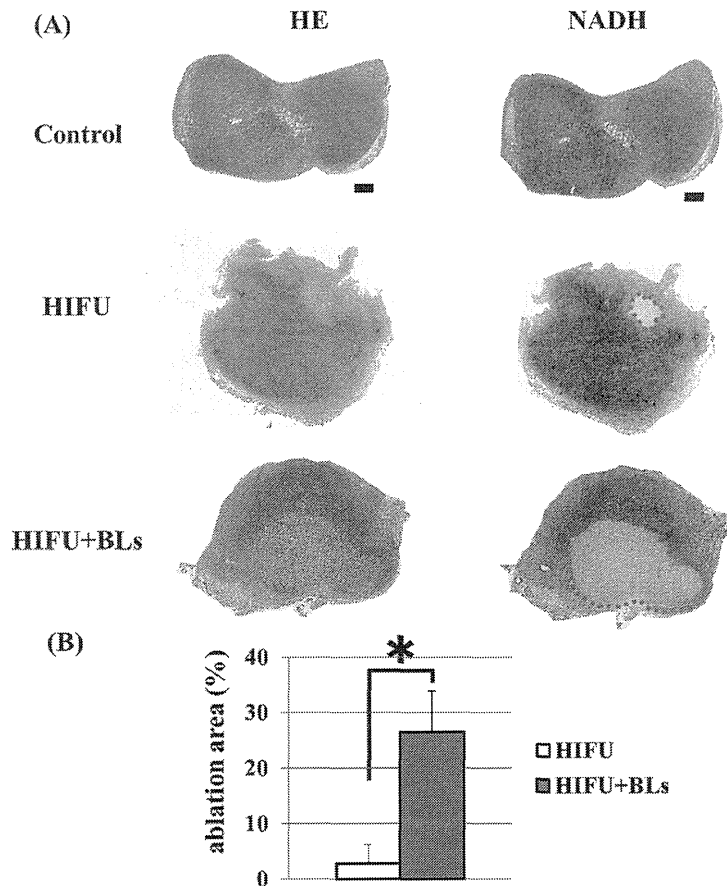 (A)
HE
NADH
Control
HIFU
HIFU+BLs
(B)
ablation area (%)
40
30
20
10
0
*
HIFU
HIFU+BLs